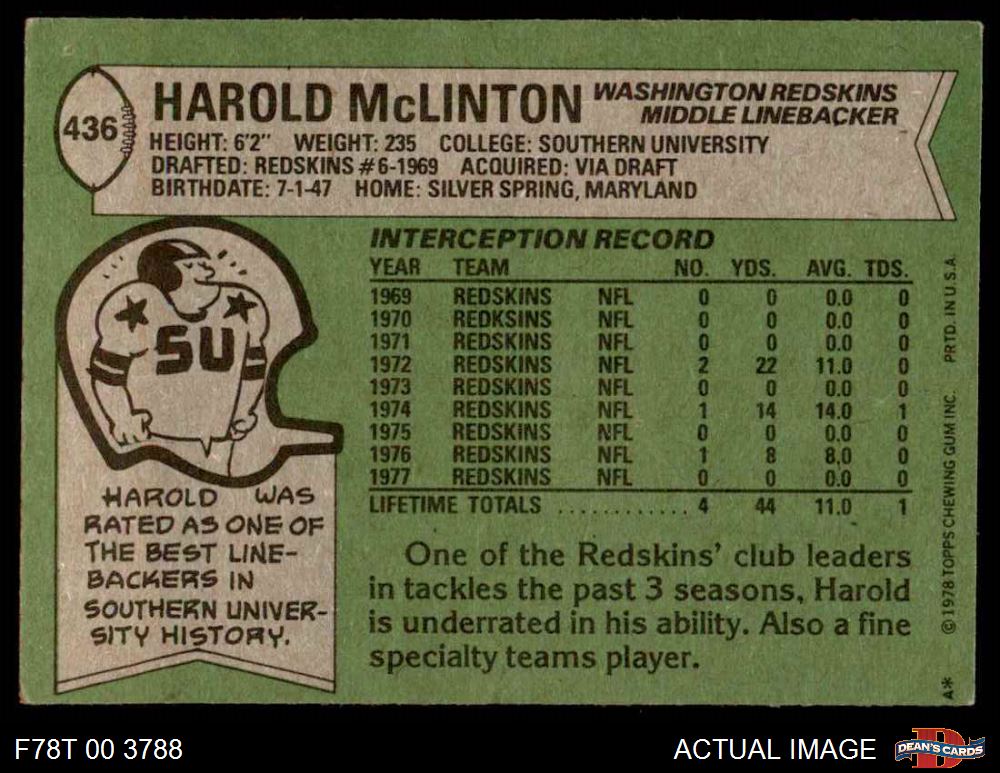 436
HAROLD McLINTON
WASHINGTON REDSKINS
MIDDLE LINEBACKER
HEIGHT: 6'2" WEIGHT: 235 COLLEGE: SOUTHERN UNIVERSITY
DRAFTED: REDSKINS #6-1969 ACQUIRED: VIA DRAFT
BIRTHDATE: 7-1-47 HOME: SILVER SPRING, MARYLAND
SU
HAROLD WAS
RATED AS ONE OF
THE BEST LINE-
BACKERS IN
SOUTHERN UNIVER-
SITY HISTORY.
INTERCEPTION RECORD
YEAR TEAM NO. YDS. AVG. TDS.
1969 REDSKINS NFL 0 0 0.0 0
1970 REDKSINS NFL 0 0 0.0 0
1971 REDSKINS NFL 0 0 0.0 0
1972 REDSKINS NFL 2 22 11.0 0
1973 REDSKINS NFL 0 0 0.0 0
1974 REDSKINS NFL 1 14 14.0 1
1975 REDSKINS NFL 0 0 0.0 0
1976 REDSKINS NFL 1 8 8.0 0
1977 REDSKINS NFL 0 0 0.0 0
LIFETIME TOTALS ............ 4 44 11.0 1
One of the Redskins' club leaders
in tackles the past 3 seasons, Harold
is underrated in his ability. Also a fine
specialty teams player.
A* ©1978 TOPPS CHEWING GUM INC. PRTD. IN U.S.A.
F78T 00 3788
ACTUAL IMAGE
D
DEAN'S CARDS